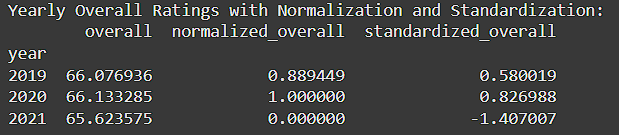 Yearly Overall Ratings with Normalization and Standardization:
overall normalized_overall standardized_overall
year
2019 66.076936 0.889449 0.580019
2020 66.133285 1.000000 0.826988
2021 65.623575 0.000000 -1.407007